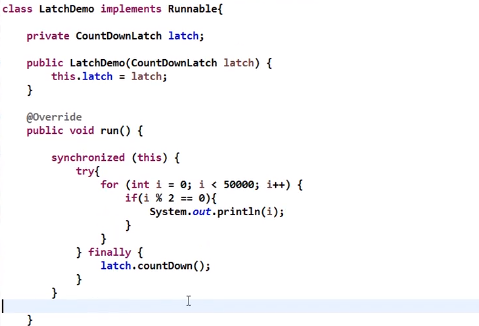 class LatchDemo implements Runnable{
private CountDownLatch latch;
public LatchDemo(CountDownLatch latch) {
this.latch = latch;
}
@Override
public void run() {
synchronized (this) {
try{
for (int i = 0; i < 50000; i++) {
if(i % 2 == 0){
System.out.println(i);
}
}
} finally {
latch.countDown();
}
}
}